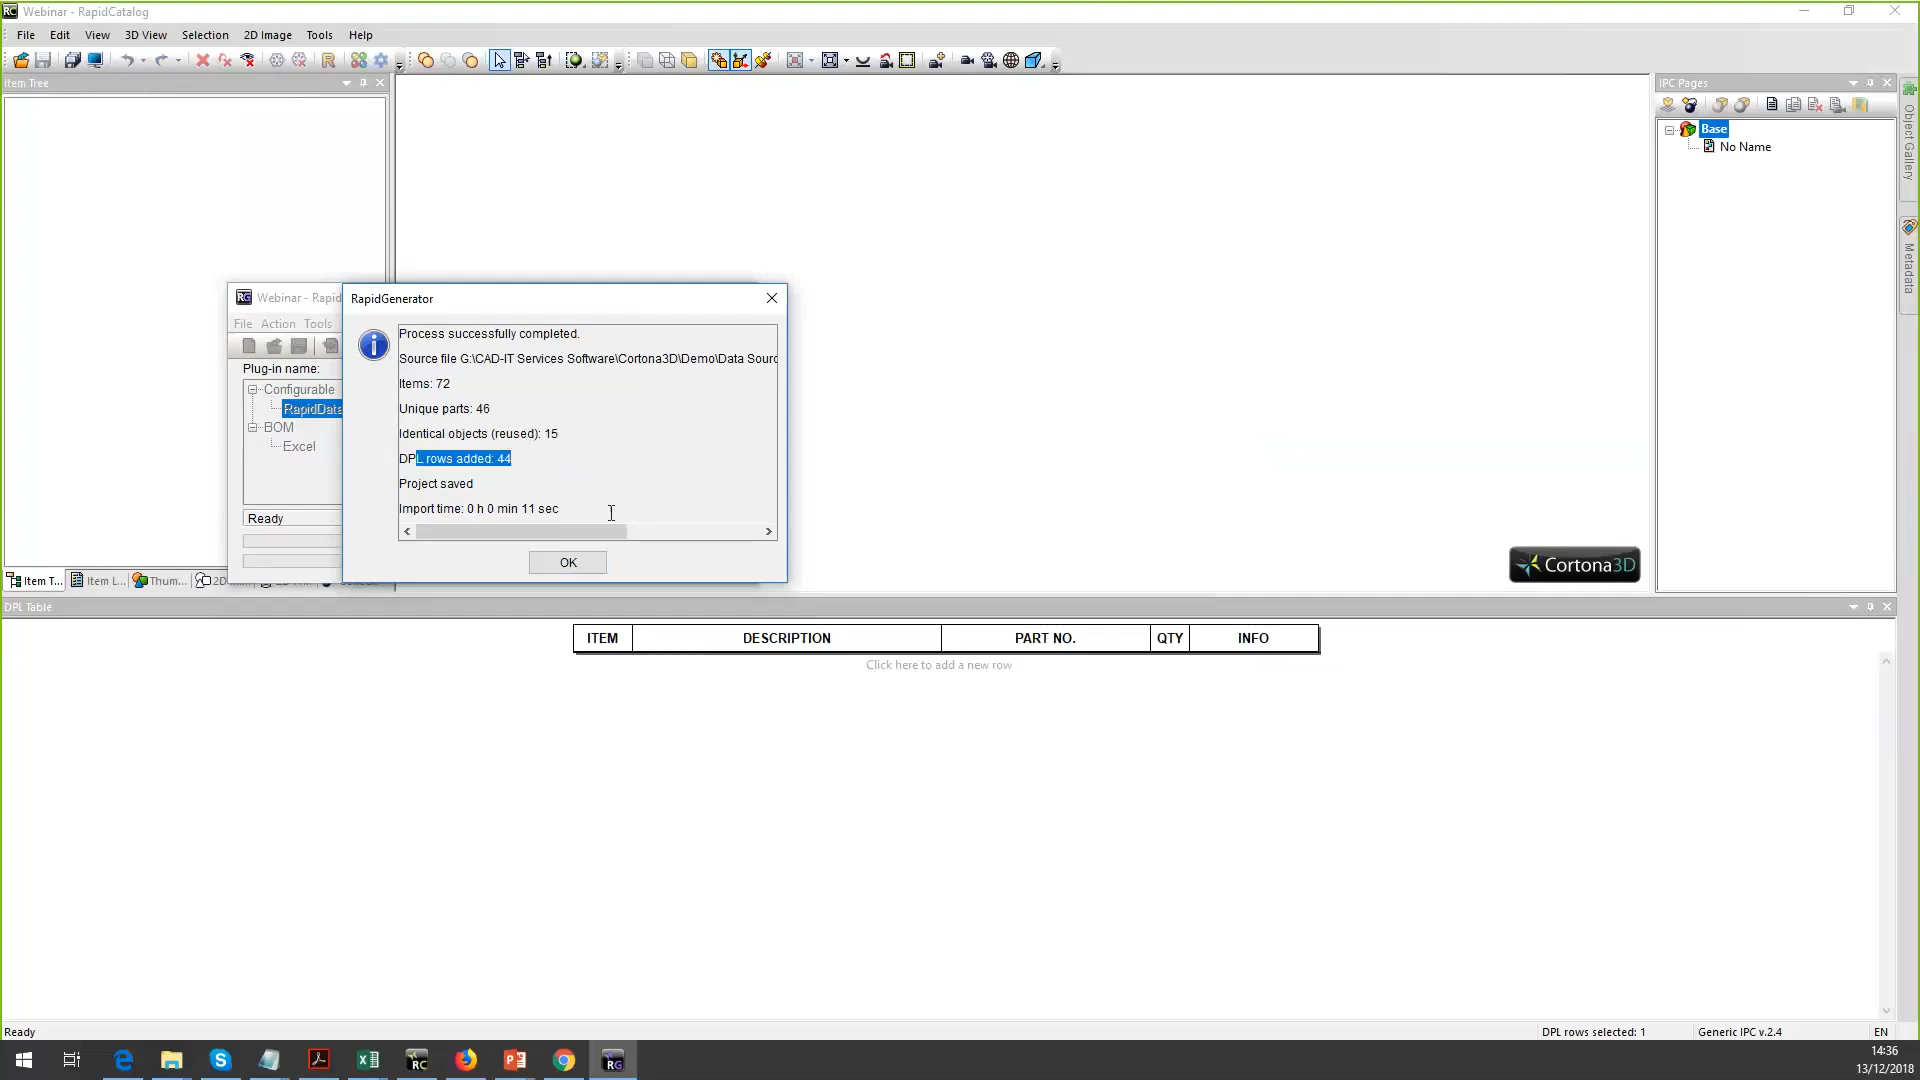 Webinar - RapidCatalog
File Edit View 3D View Selection 2D Image Tools Help
Item Tree
IPC Pages
Base
No Name
Object Gallery
Metadata
Webinar - Rapid
File Action Tools
Plug-in name:
Configurable
RapidData
BOM
Excel
Ready
RapidGenerator
Process successfully completed.
Source file G:\CAD-IT Services Software\Cortona3D\Demo\Data Sourc
Items: 72
Unique parts: 46
Identical objects (reused): 15
DPL rows added: 44
Project saved
Import time: 0 h 0 min 11 sec
OK
Cortona3D
Item T... Item L... Thum... 2D
DPL Table
ITEM DESCRIPTION PART NO. QTY INFO
Click here to add a new row
Ready
DPL rows selected: 1 Generic IPC v.2.4 EN
14:36
13/12/2018